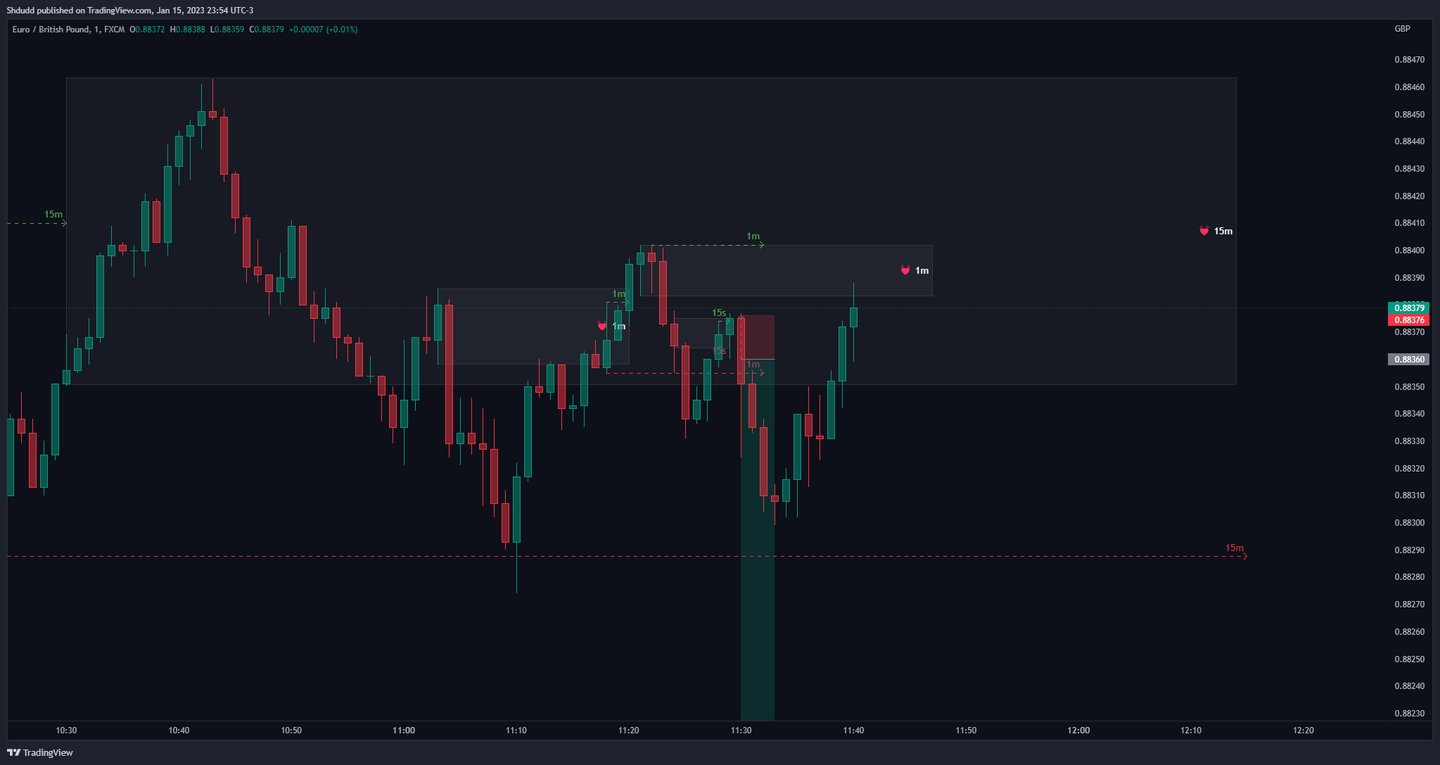 Shdudd published on TradingView.com, Jan 15, 2023 23:54 UTC-3
Euro / British Pound, 1, FXCM O0.88372 H0.88388 L0.88359 C0.88379 +0.00007 (+0.01%)
GBP
0.88470
0.88460
0.88450
0.88440
0.88430
0.88420
15m
0.88410
15m
1m
0.88400
1m
0.88390
1m
0.88379
15s
0.88376
1m
0.88370
15s
0.88360
1m
0.88350
0.88340
0.88330
0.88320
0.88310
0.88300
15m
0.88290
0.88280
0.88270
0.88260
0.88250
0.88240
0.88230
10:30 10:40 10:50 11:00 11:10 11:20 11:30 11:40 11:50 12:00 12:10 12:20
TradingView